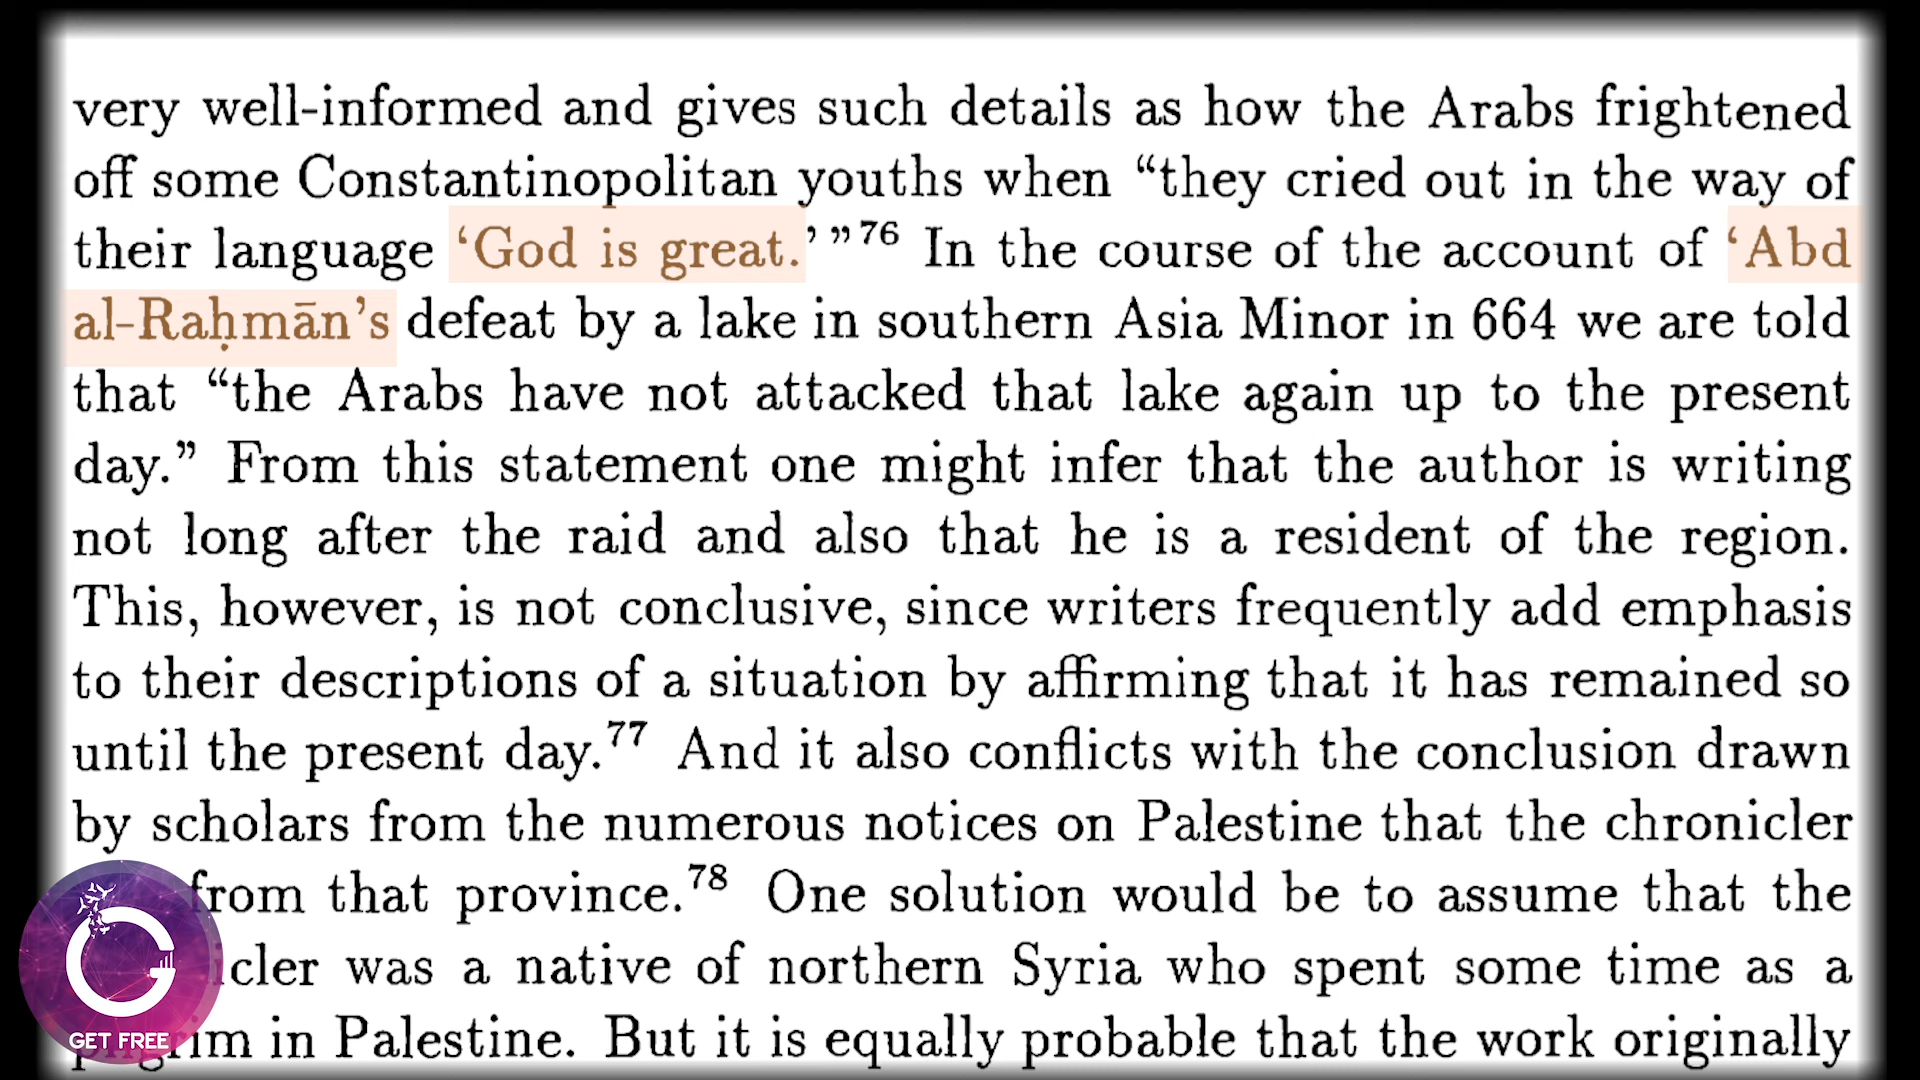 very well-informed and gives such details as how the Arabs frightened
off some Constantinopolitan youths when “they cried out in the way of
their language ‘God is great.’”76 In the course of the account of ‘Abd
al-Raḥmān’s defeat by a lake in southern Asia Minor in 664 we are told
that “the Arabs have not attacked that lake again up to the present
day.” From this statement one might infer that the author is writing
not long after the raid and also that he is a resident of the region.
This, however, is not conclusive, since writers frequently add emphasis
to their descriptions of a situation by affirming that it has remained so
until the present day.77 And it also conflicts with the conclusion drawn
by scholars from the numerous notices on Palestine that the chronicler
from that province.78 One solution would be to assume that the
icler was a native of northern Syria who spent some time as a
pilgrim in Palestine. But it is equally probable that the work originally
GET FREE